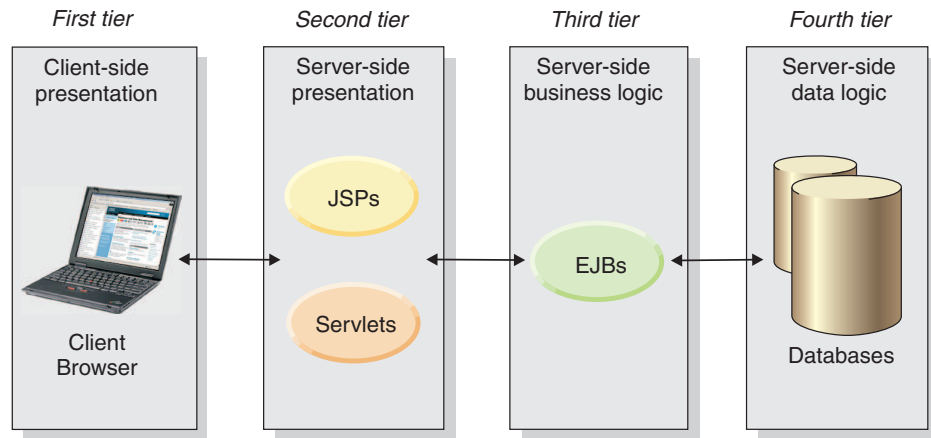 First tier
Second tier
Third tier
Fourth tier
Client-side
presentation
Server-side
presentation
Server-side
business logic
Server-side
data logic
JSPs
EJBs
Servlets
Client
Browser
Databases